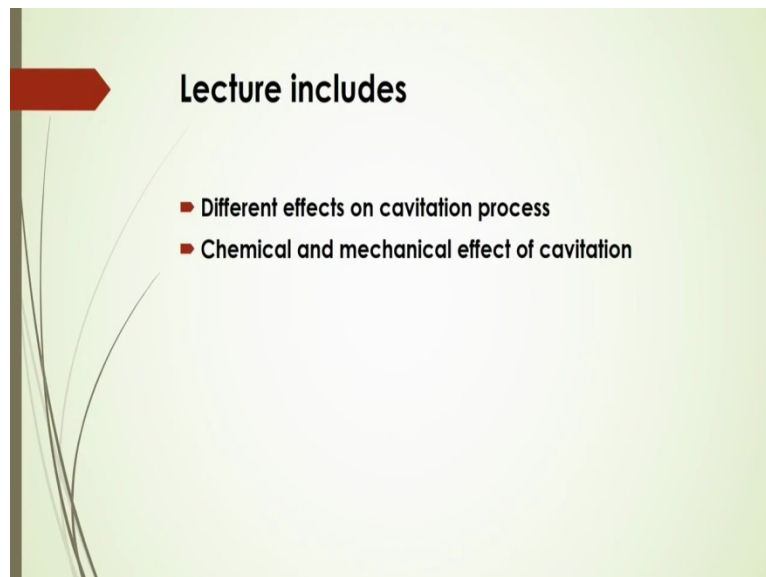 Lecture includes
Different effects on cavitation process
Chemical and mechanical effect of cavitation